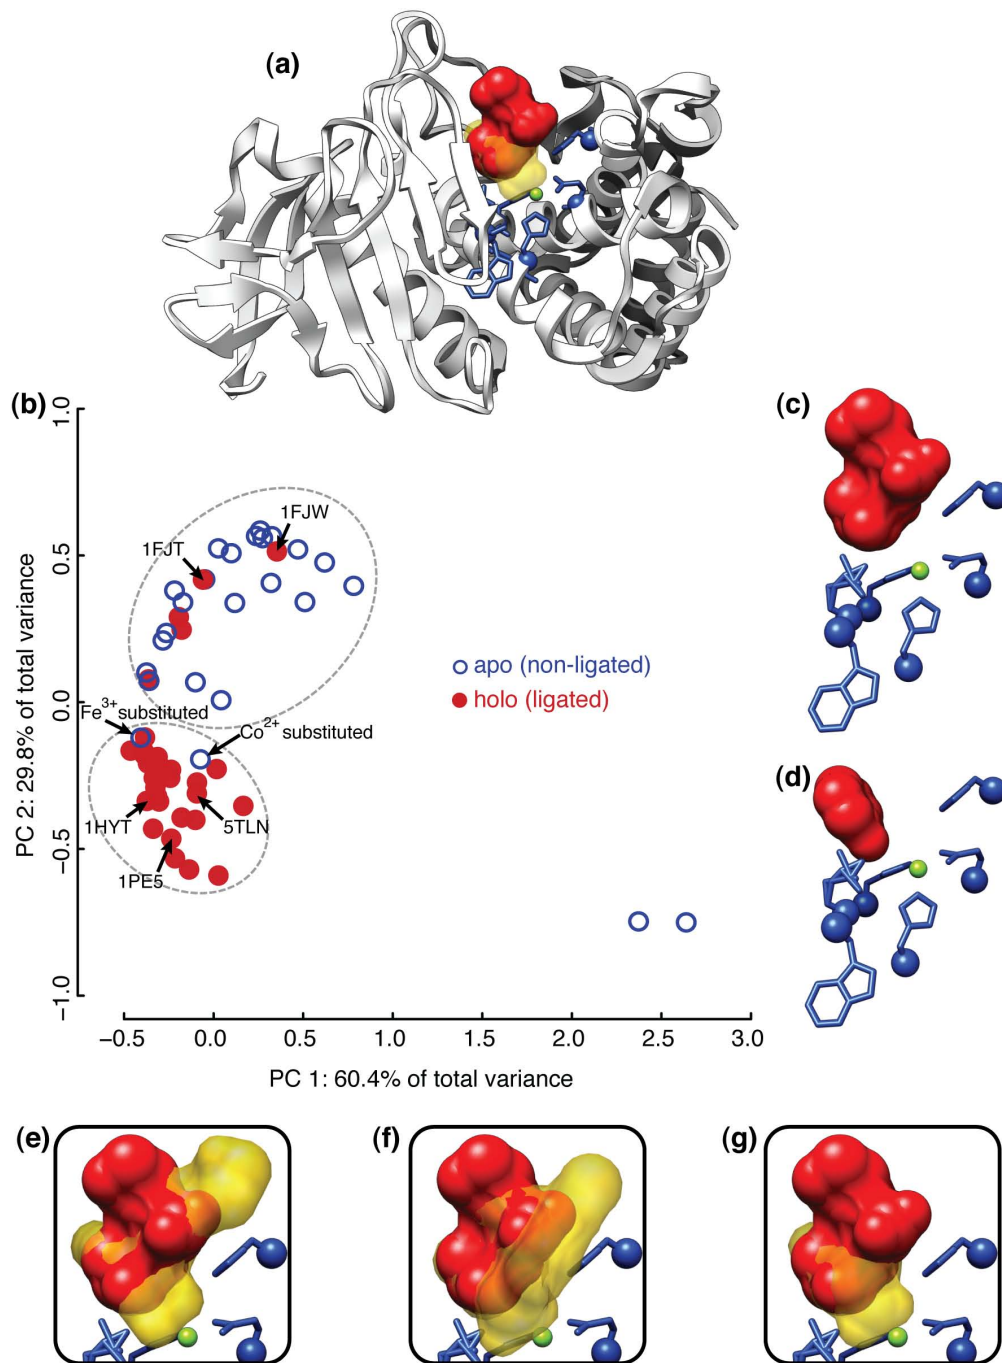 (a)
(b)
1.0
0.5
0.0
−0.5
−1.0
PC 2: 29.8% of total variance
1FJW
1FJT
apo (non-ligated)
holo (ligated)
Fe3+ substituted
Co2+ substituted
1HYT
5TLN
1PE5
−0.5 0.0 0.5 1.0 1.5 2.0 2.5 3.0
PC 1: 60.4% of total variance
(c)
(d)
(e)
(f)
(g)